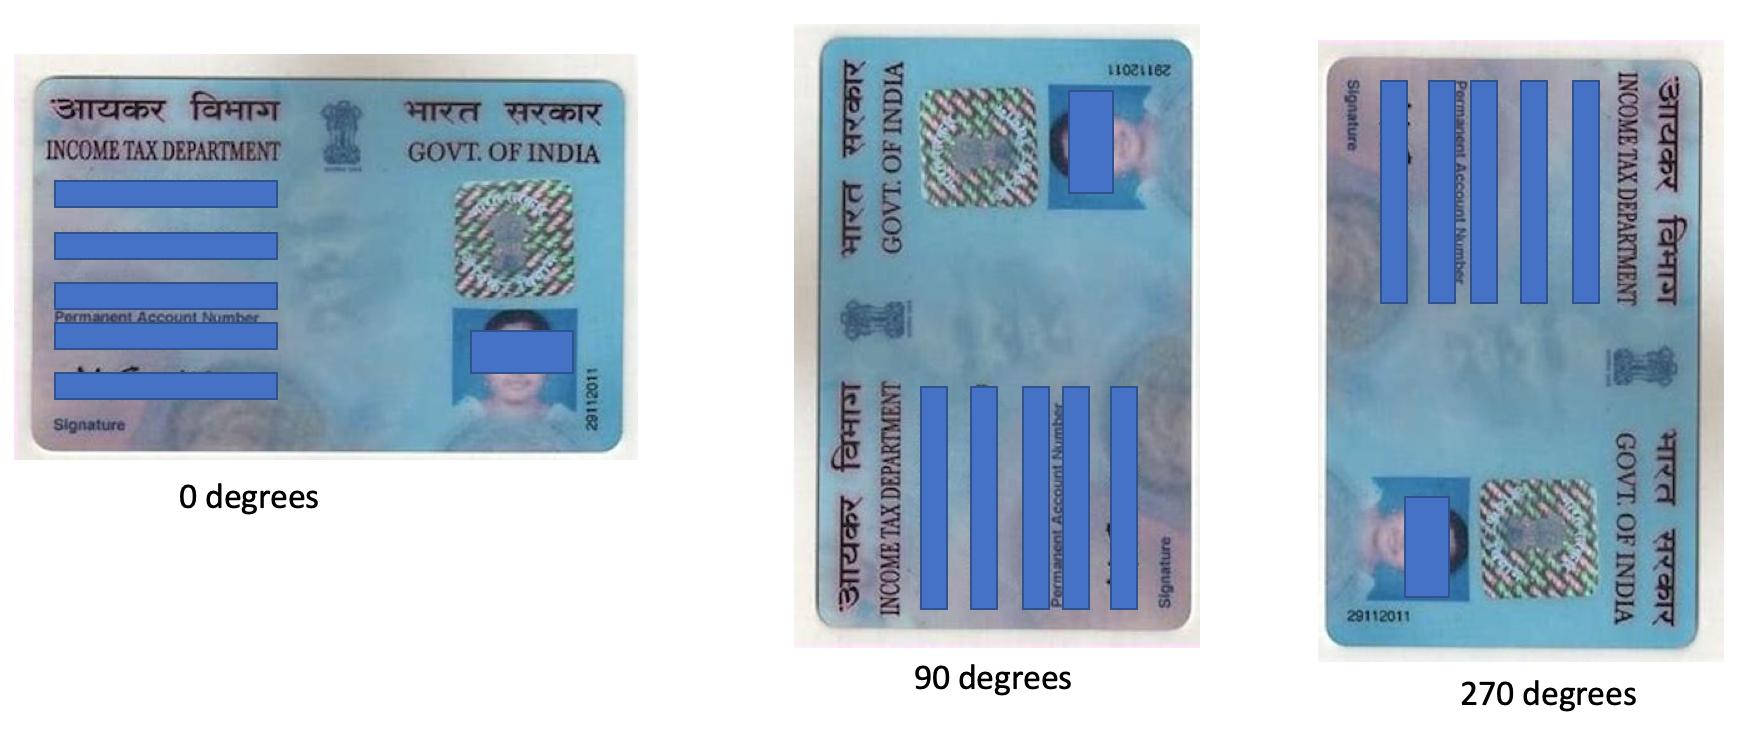 आयकर विभाग
INCOME TAX DEPARTMENT
भारत सरकार
GOVT. OF INDIA
Permanent Account Number
Signature
29112011
0 degrees
आयकर विभाग
INCOME TAX DEPARTMENT
भारत सरकार
GOVT. OF INDIA
Permanent Account Number
Signature
29112011
90 degrees
आयकर विभाग
INCOME TAX DEPARTMENT
भारत सरकार
GOVT. OF INDIA
Permanent Account Number
Signature
29112011
270 degrees